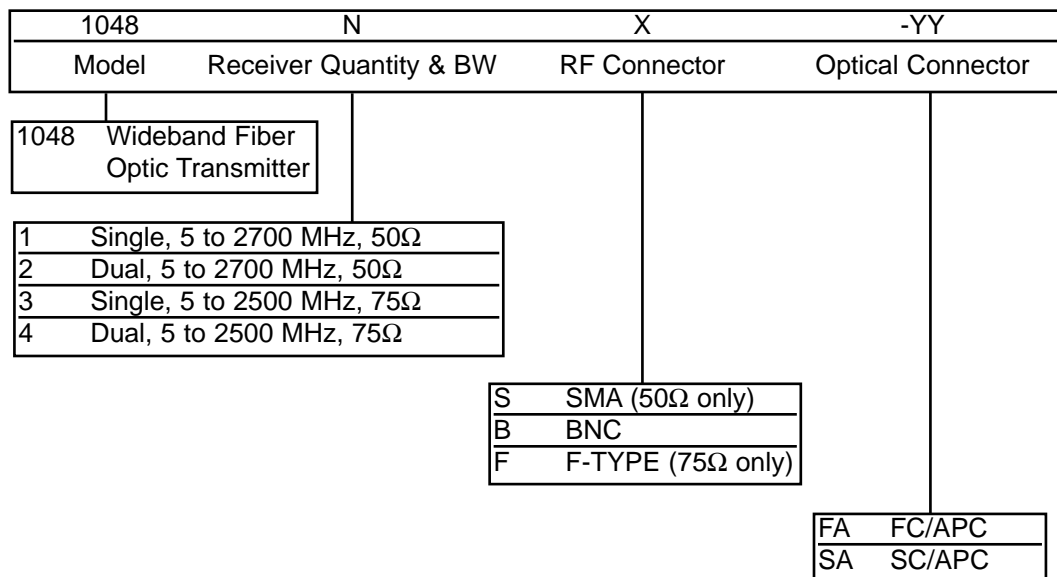 1048 N X -YY
Model Receiver Quantity & BW RF Connector Optical Connector
1048 Wideband Fiber
Optic Transmitter
1 Single, 5 to 2700 MHz, 50Ω
2 Dual, 5 to 2700 MHz, 50Ω
3 Single, 5 to 2500 MHz, 75Ω
4 Dual, 5 to 2500 MHz, 75Ω
S SMA (50Ω only)
B BNC
F F-TYPE (75Ω only)
FA FC/APC
SA SC/APC